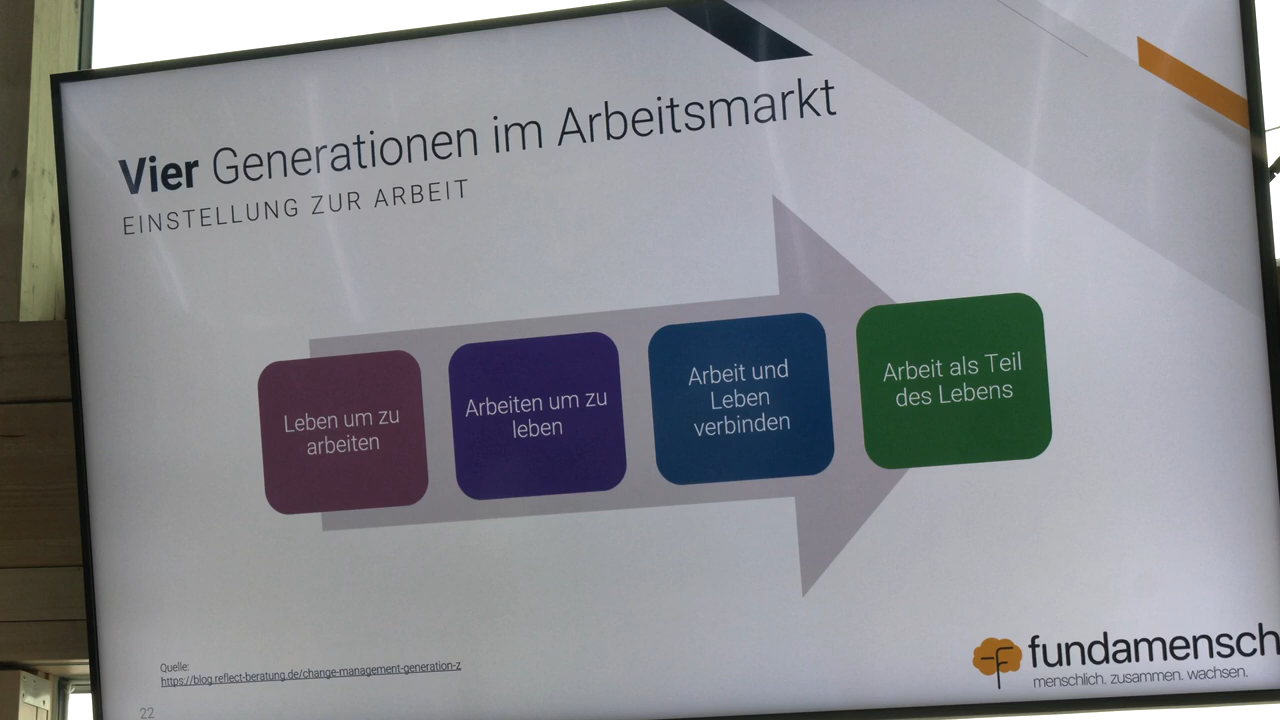 Vier Generationen im Arbeitsmarkt
EINSTELLUNG ZUR ARBEIT
Leben um zu
arbeiten
Arbeiten um zu
leben
Arbeit und
Leben
verbinden
Arbeit als Teil
des Lebens
Quelle:
https://blog.reflect-beratung.de/change-management-generation-z
22
fundamensch
menschlich. zusammen. wachsen.